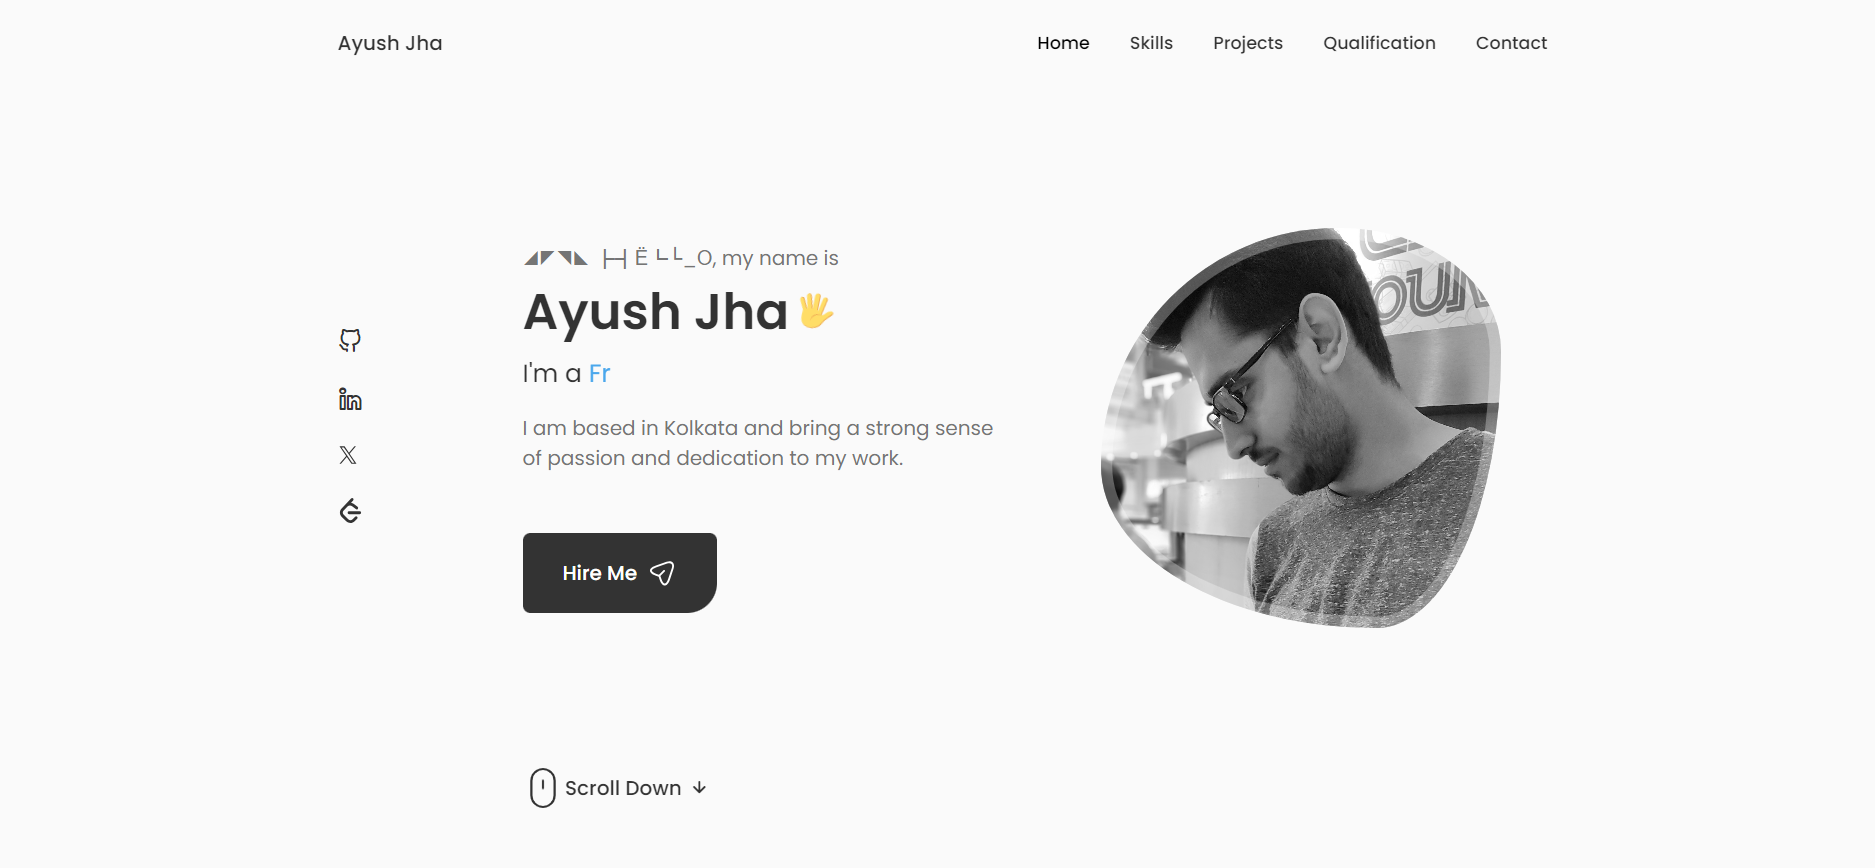 Ayush Jha
Home Skills Projects Qualification Contact
◢◤◥◣ ├┤ Ë └ └_O, my name is
Ayush Jha🖐
I'm a Fr
I am based in Kolkata and bring a strong sense
of passion and dedication to my work.
Hire Me
Scroll Down ↓